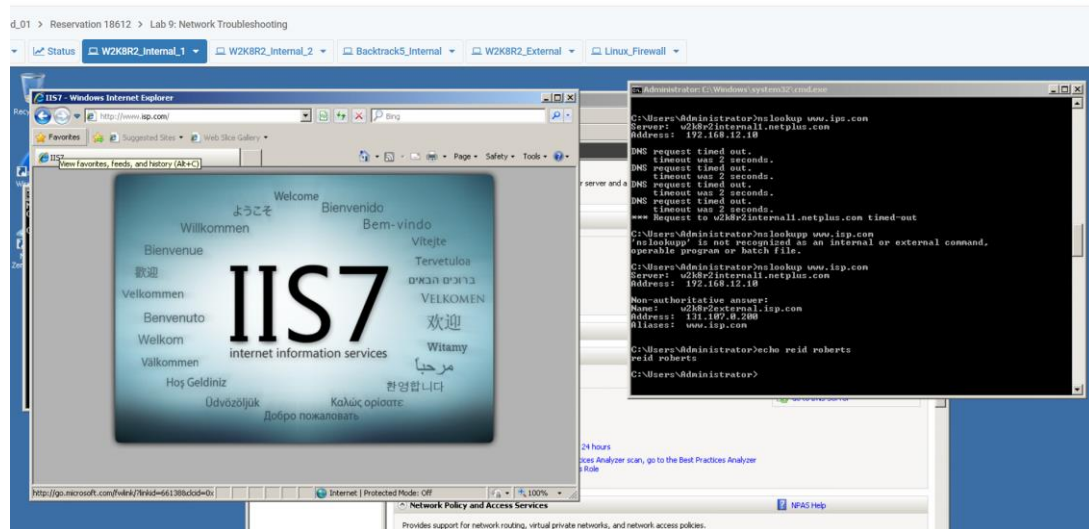 d_01 > Reservation 18612 > Lab 9: Network Troubleshooting
Status
W2K8R2_Internal_1
W2K8R2_Internal_2
Backtrack5_Internal
W2K8R2_External
Linux_Firewall
IIS7 - Windows Internet Explorer
http://www.isp.com/
Bing
Favorites
Suggested Sites
Web Slice Gallery
IIS7
View favorites, feeds, and history (Alt+C)
Page Safety Tools
Welcome
ようこそ
Bienvenido
Willkommen
Bem-vindo
Bienvenue
Vítejte
Tervetuloa
歡迎
ברוכים הבאים
Velkommen
VELKOMEN
IIS7
internet information services
Benvenuto
欢迎
Welkom
Witamy
Välkommen
مرحباً
Hoş Geldiniz
환영합니다
Üdvözöljük
Καλώς ορίσατε
Добро пожаловать
http://go.microsoft.com/fwlink/?linkid=66138&clcid=0x
Internet | Protected Mode: Off
100%
r server and a
Administrator: C:\Windows\system32\cmd.exe
C:\Users\Administrator>nslookup www.ips.com
Server: w2k8r2internal1.netplus.com
Address: 192.168.12.10
DNS request timed out.
timeout was 2 seconds.
DNS request timed out.
timeout was 2 seconds.
DNS request timed out.
timeout was 2 seconds.
DNS request timed out.
timeout was 2 seconds.
*** Request to w2k8r2internal1.netplus.com timed-out
C:\Users\Administrator>nslookupp www.isp.com
'nslookupp' is not recognized as an internal or external command,
operable program or batch file.
C:\Users\Administrator>nslookup www.isp.com
Server: w2k8r2internal1.netplus.com
Address: 192.168.12.10
Non-authoritative answer:
Name: w2k8r2external.isp.com
Address: 131.107.0.200
Aliases: www.isp.com
C:\Users\Administrator>echo reid roberts
reid roberts
C:\Users\Administrator>
24 hours
ctices Analyzer scan, go to the Best Practices Analyzer
s Role
Network Policy and Access Services
NPAS Help
Provides support for network routing, virtual private networks, and network access policies.